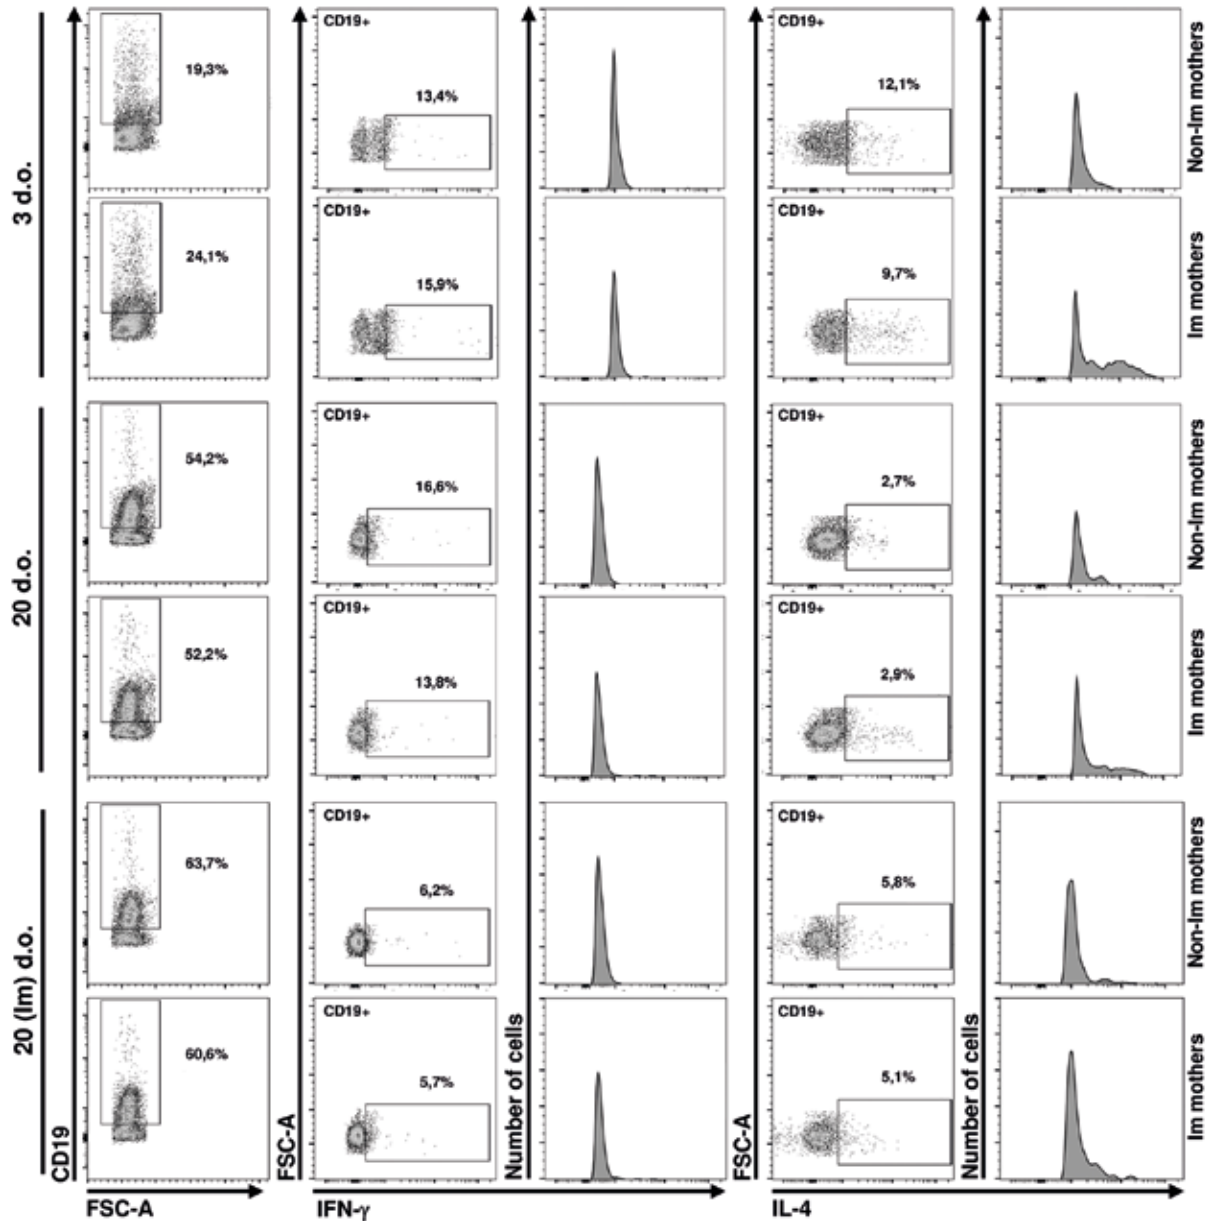 3 d.o.
19,3%
CD19+
13,4%
CD19+
12,1%
Non-Im mothers
24,1%
CD19+
15,9%
CD19+
9,7%
Im mothers
20 d.o.
54,2%
CD19+
16,6%
CD19+
2,7%
Non-Im mothers
52,2%
CD19+
13,8%
CD19+
2,9%
Im mothers
20 (Im) d.o.
63,7%
CD19+
6,2%
CD19+
5,8%
Non-Im mothers
60,6%
CD19+
5,7%
CD19+
5,1%
Im mothers
CD19
FSC-A
Number of cells
FSC-A
Number of cells
FSC-A
IFN-γ
IL-4